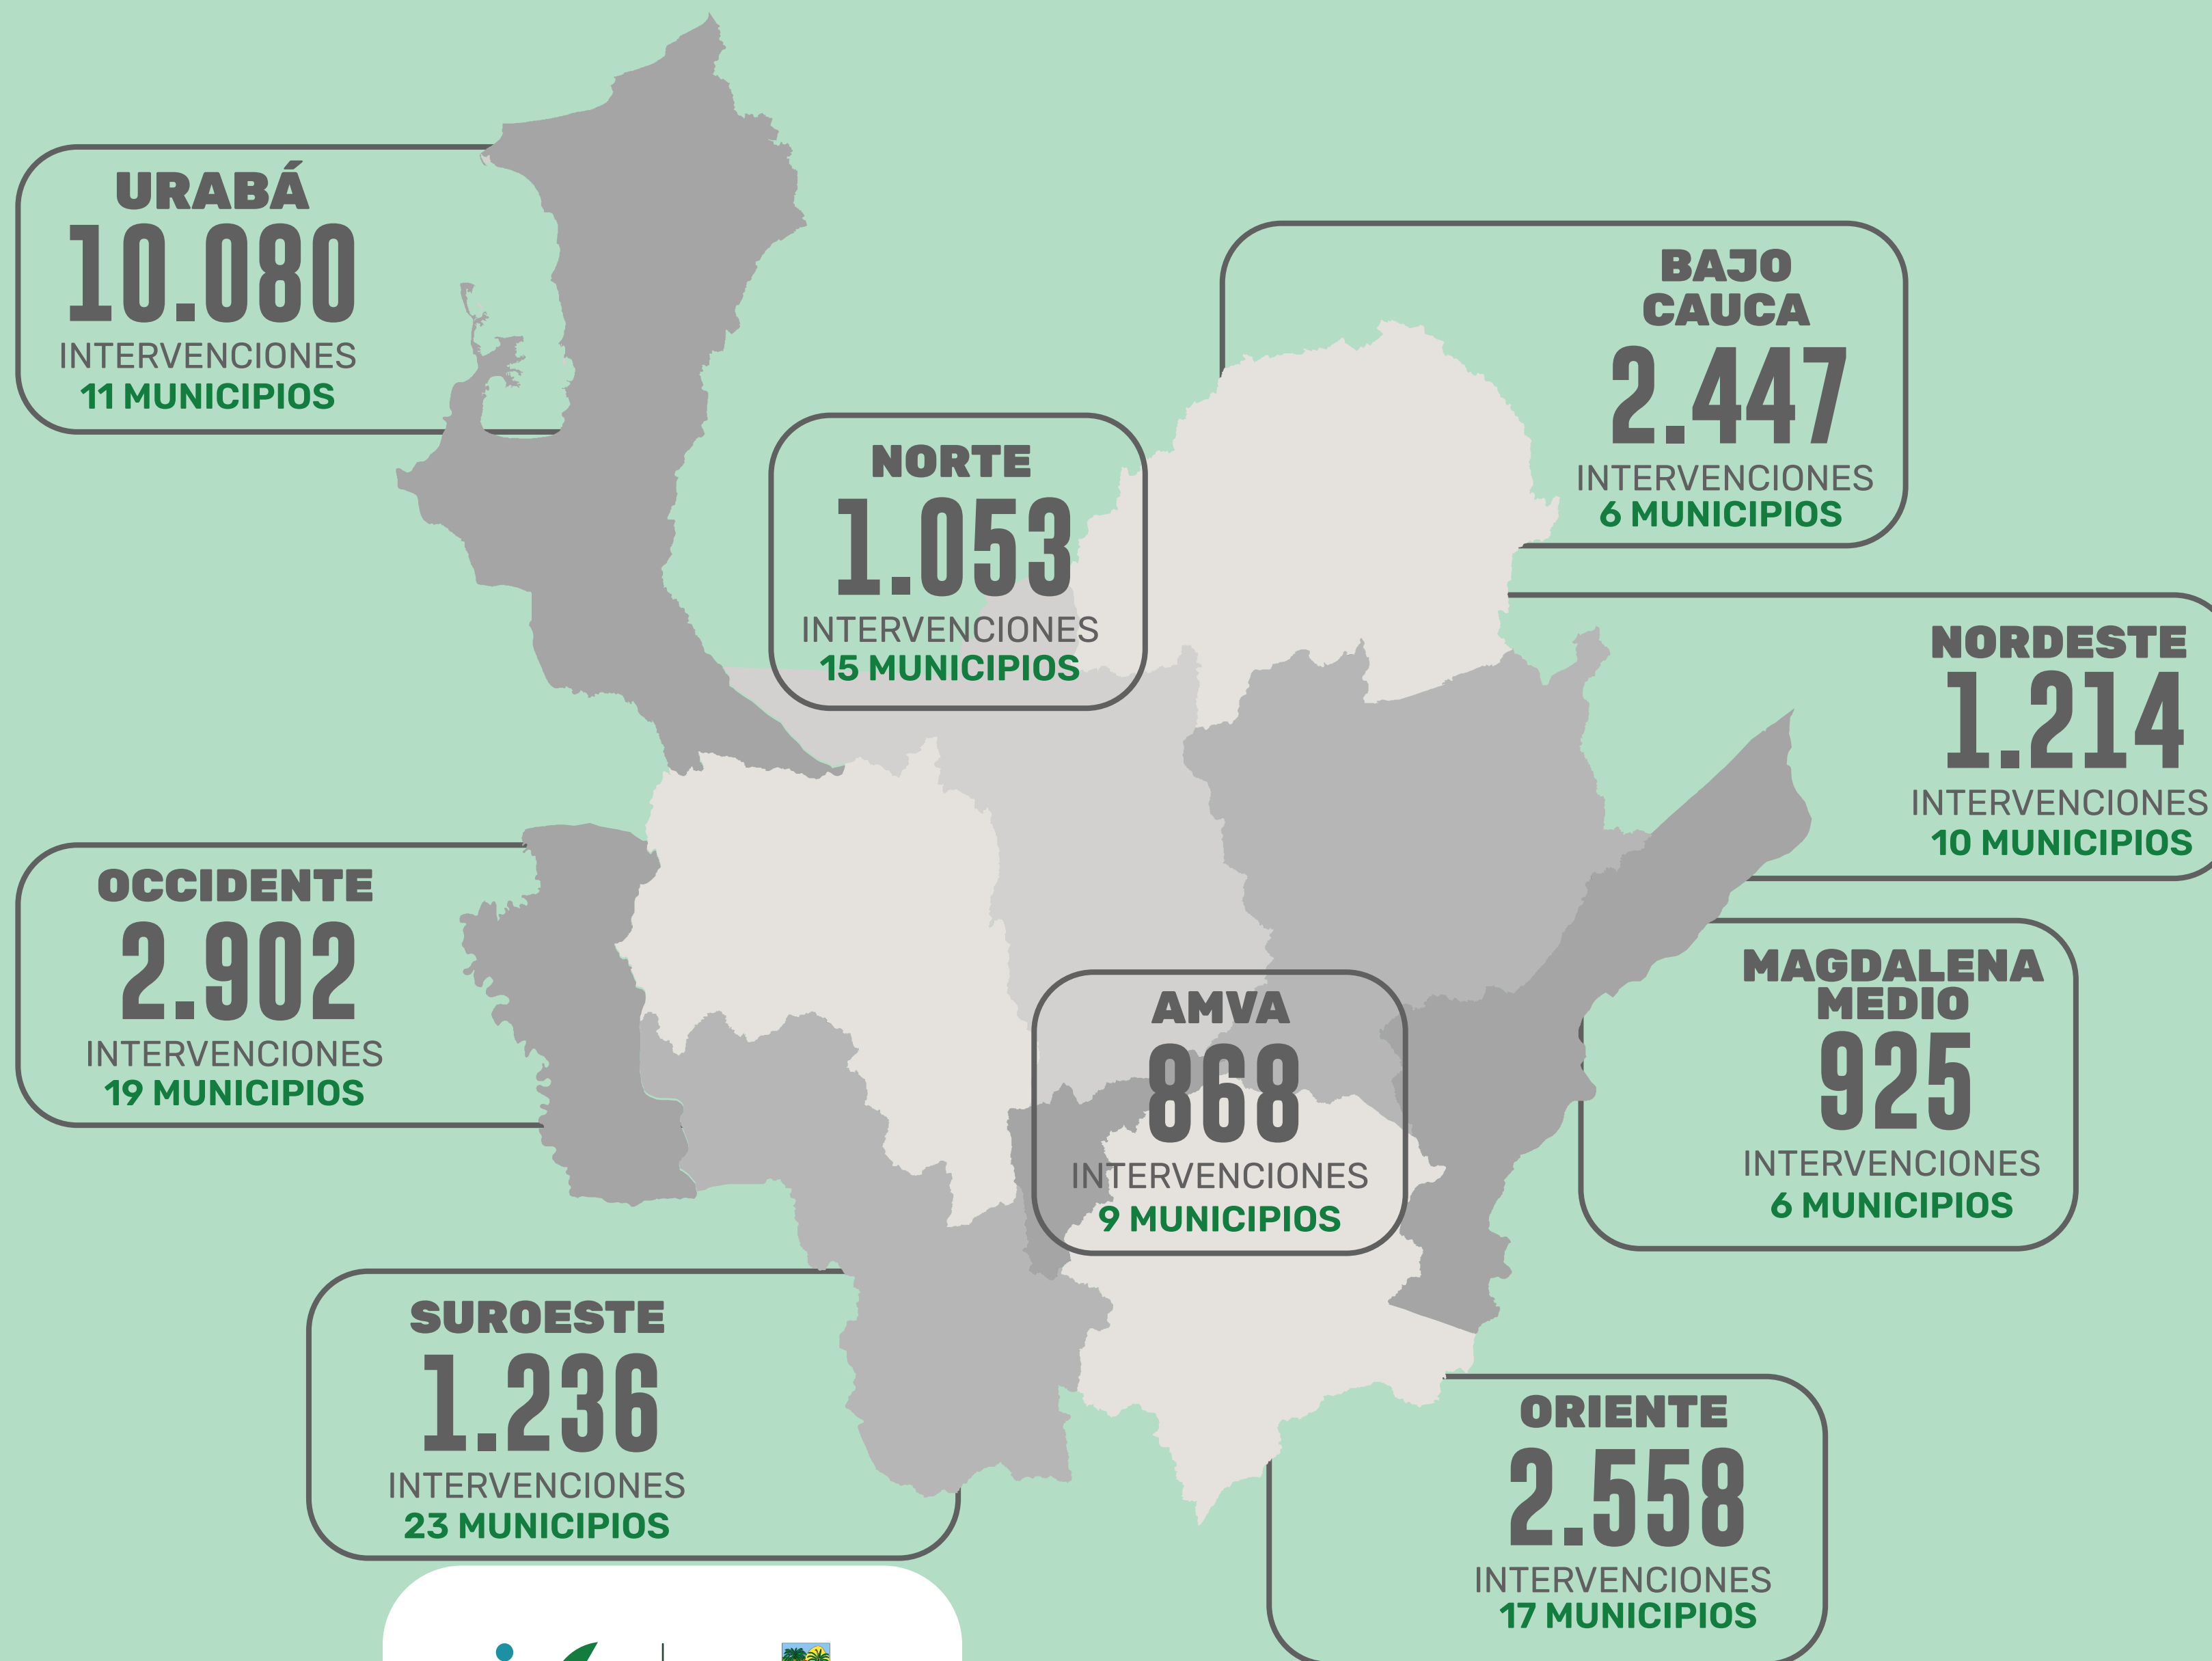 URABÁ
10.080
INTERVENCIONES
11 MUNICIPIOS
BAJO
CAUCA
2.447
INTERVENCIONES
6 MUNICIPIOS
NORTE
1.053
INTERVENCIONES
15 MUNICIPIOS
NORDESTE
1.214
INTERVENCIONES
10 MUNICIPIOS
OCCIDENTE
2.902
INTERVENCIONES
19 MUNICIPIOS
AMVA
868
INTERVENCIONES
9 MUNICIPIOS
MAGDALENA
MEDIO
925
INTERVENCIONES
6 MUNICIPIOS
SUROESTE
1.236
INTERVENCIONES
23 MUNICIPIOS
ORIENTE
2.558
INTERVENCIONES
17 MUNICIPIOS